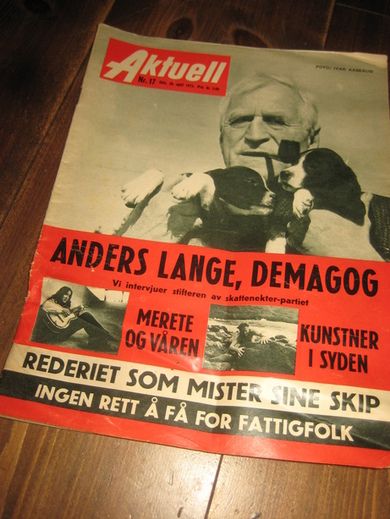 Aktuell
Nr. 17
FOTO: IVAR AASERUD
ANDERS LANGE, DEMAGOG
Vi intervjuer stifteren av skattenekter-partiet
MERETE
OG VÅREN
KUNSTNER
I SYDEN
REDERIET SOM MISTER SINE SKIP
INGEN RETT Å FÅ FOR FATTIGFOLK